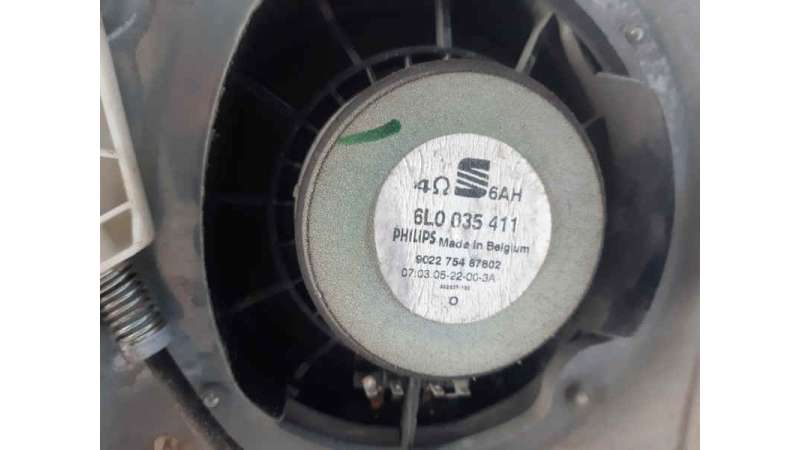 4Ω S 6AH
6L0 035 411
PHILIPS Made in Belgium
9022 754 87802
07:03 05-22-00-3A
O